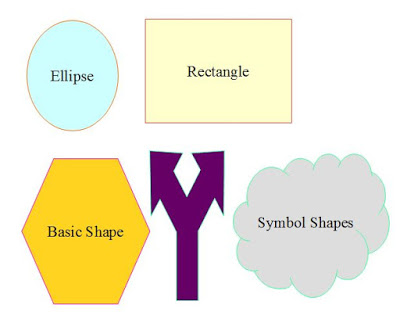 Ellipse
Rectangle
Basic Shape
Symbol Shapes